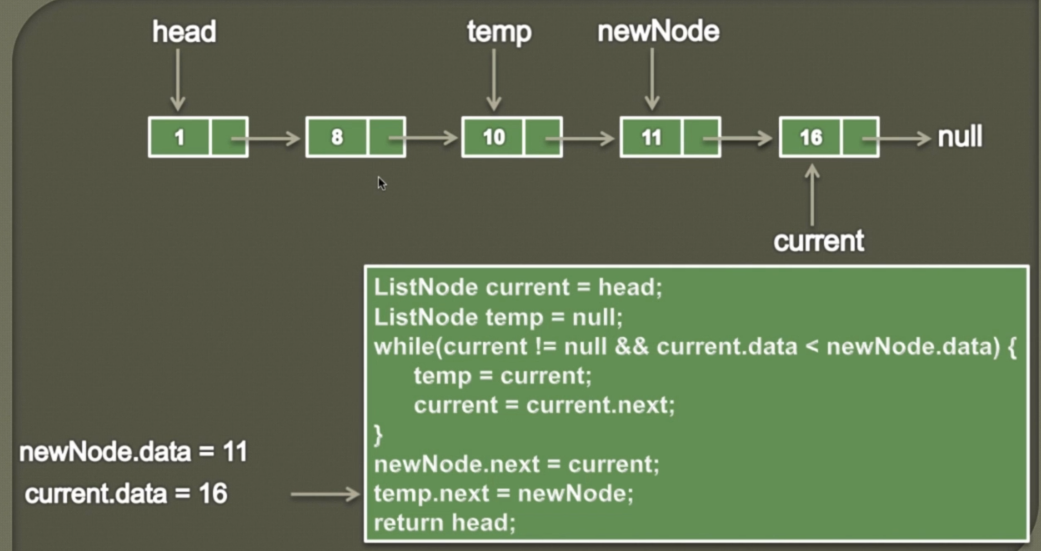 head temp newNode
1 8 10 11 16 null
current
ListNode current = head;
ListNode temp = null;
while(current != null && current.data < newNode.data) {
temp = current;
current = current.next;
}
newNode.next = current;
temp.next = newNode;
return head;
newNode.data = 11
current.data = 16